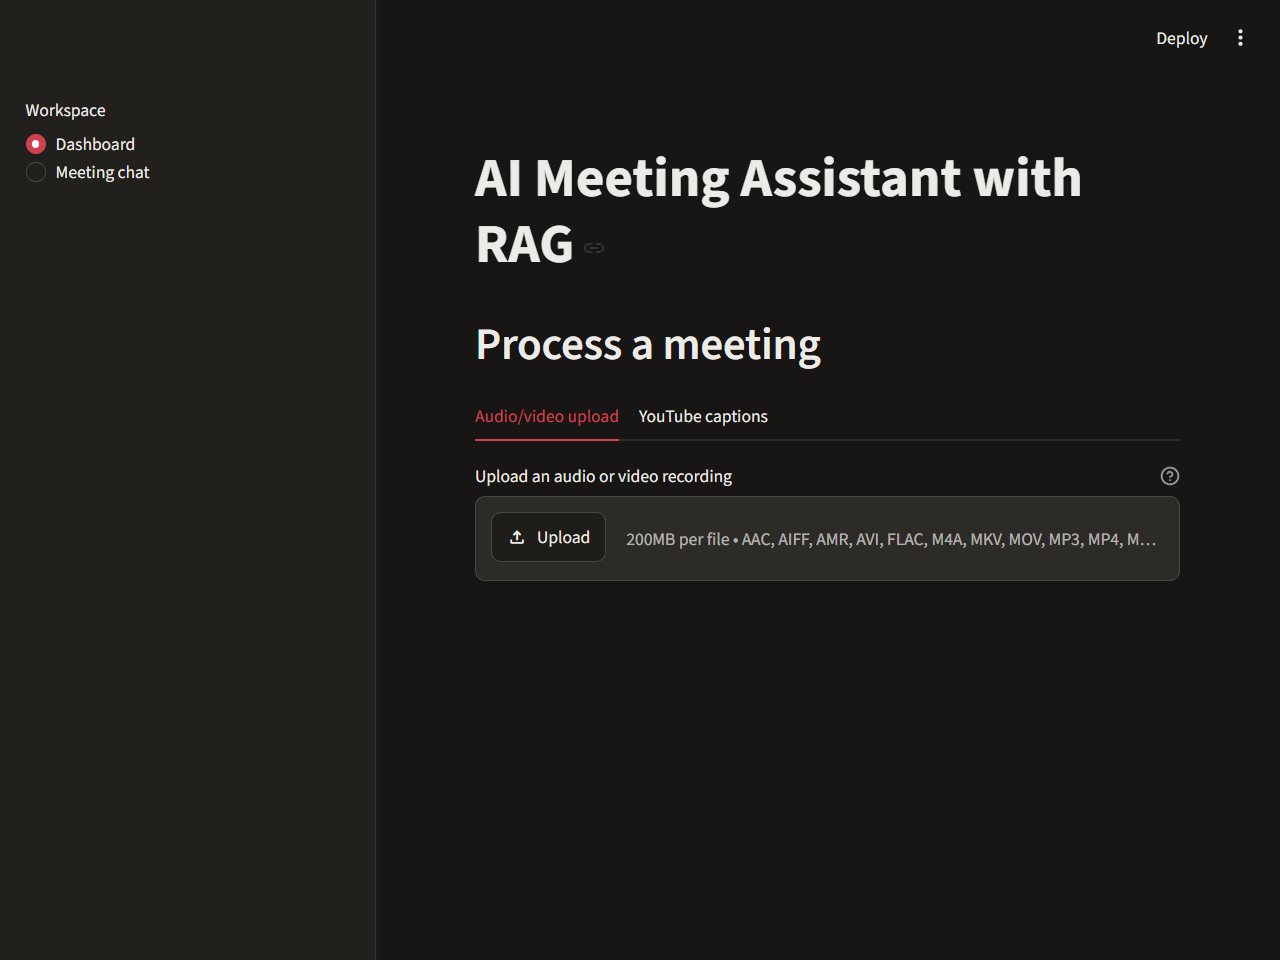 Deploy
Workspace
Dashboard
Meeting chat
AI Meeting Assistant with
RAG
Process a meeting
Audio/video upload
YouTube captions
Upload an audio or video recording
Upload
200MB per file • AAC, AIFF, AMR, AVI, FLAC, M4A, MKV, MOV, MP3, MP4, M…